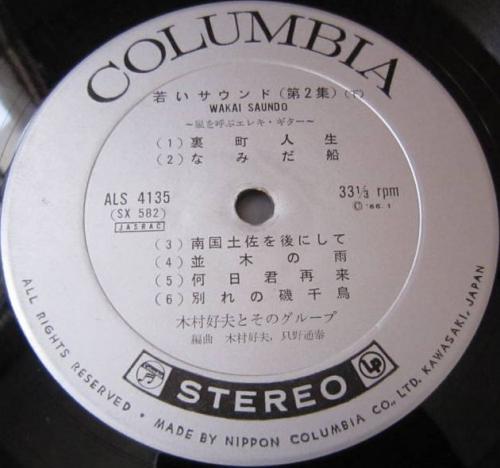 COLUMBIA
若いサウンド(第2集)(下)
WAKAI SAUNDO
〜嵐を呼ぶエレキ・ギター〜
(1) 裏町人生
(2) なみだ船
ALS 4135
(SX 582)
JASRAC
33⅓ rpm
Ⓟ '66.1
(3) 南国土佐を後にして
(4) 並木の雨
(5) 何日君再来
(6) 別れの磯千鳥
木村好夫とそのグループ
編曲 木村好夫, 只野通泰
STEREO
ALL RIGHTS RESERVED · MADE BY NIPPON COLUMBIA CO., LTD. KAWASAKI, JAPAN